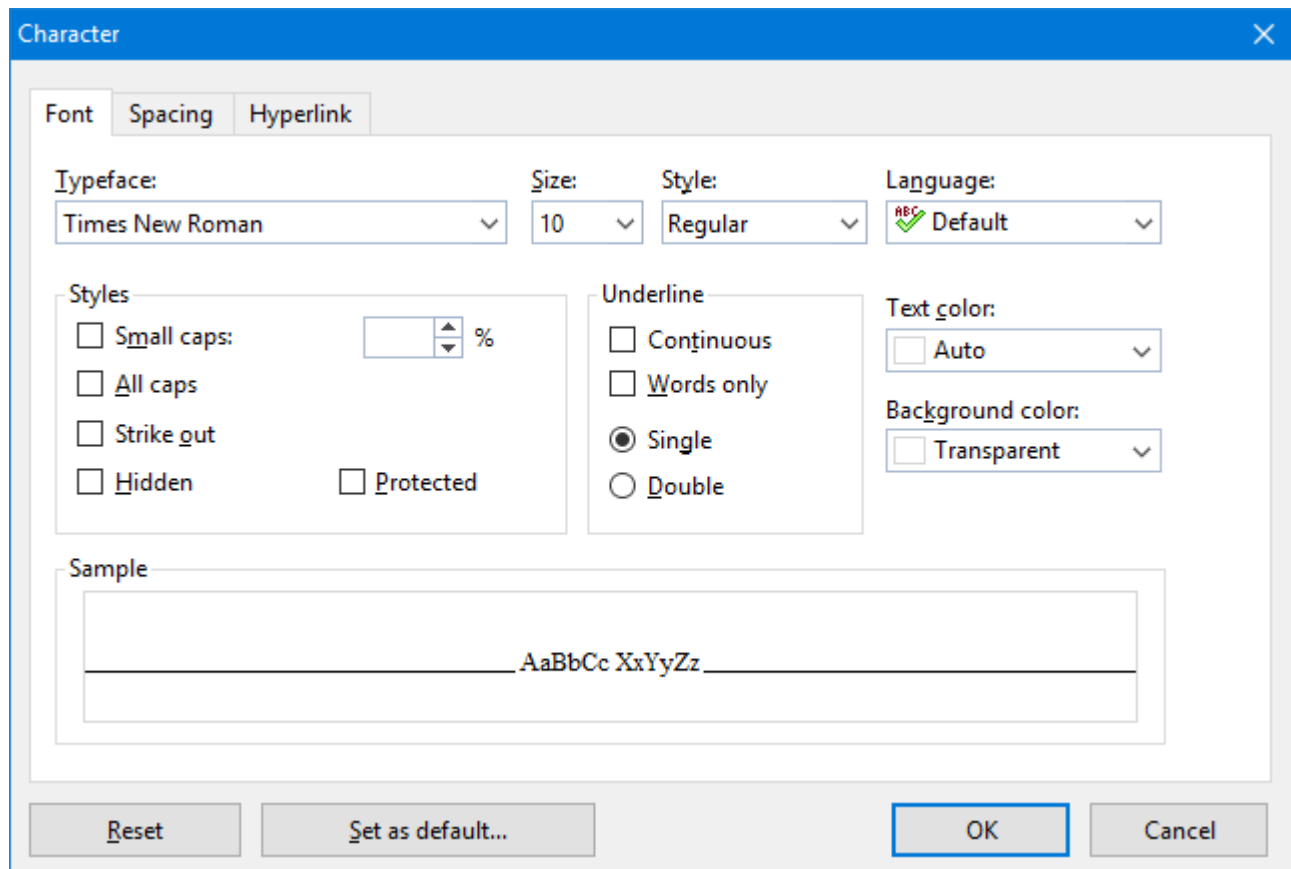 Character
Font Spacing Hyperlink
Typeface: Size: Style: Language:
Times New Roman 10 Regular ABC Default
Styles Underline
Text color:
Small caps: % Continuous
Auto
All caps Words only
Background color:
Strike out Single
Transparent
Hidden Protected Double
Sample
AaBbCc XxYyZz
Reset Set as default... OK Cancel